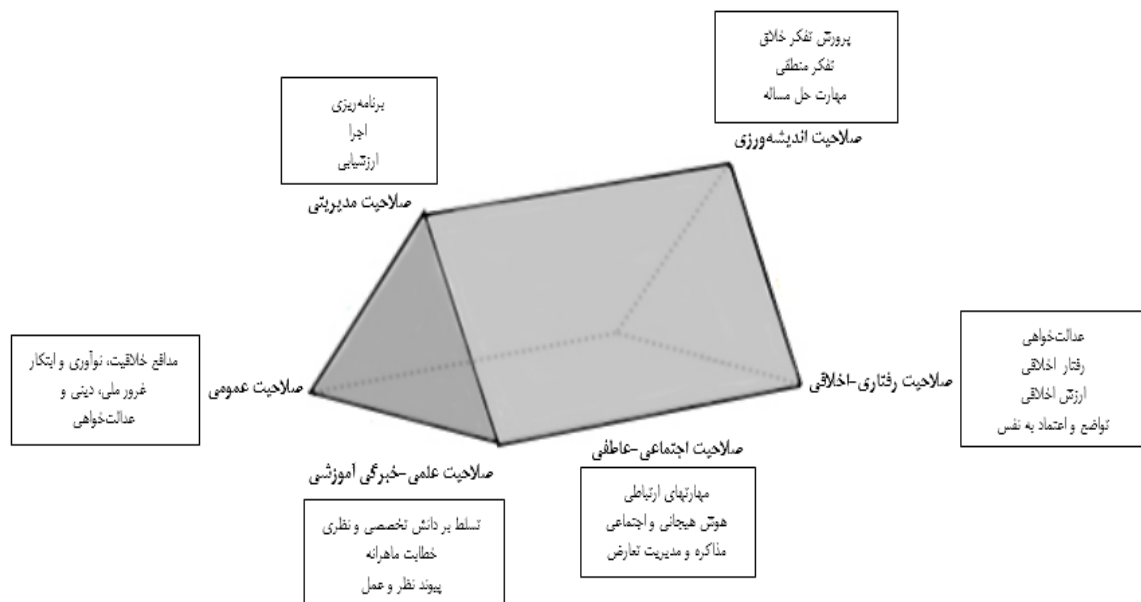 پرورش تفکر خلاق
تفکر منطقی
مهارت حل مساله
صلاحیت اندیشه‌ورزی
برنامه‌ریزی
اجرا
ارزشیابی
صلاحیت مدیریتی
عدالت‌خواهی
رفتار اخلاقی
ارزش اخلاقی
تواضع و اعتماد به نفس
صلاحیت رفتاری-اخلاقی
صلاحیت عمومی
مدافع خلاقیت، نوآوری و ابتکار
غرور ملی، دینی و
عدالت‌خواهی
صلاحیت اجتماعی-عاطفی
مهارتهای ارتباطی
هوش هیجانی و اجتماعی
مذاکره و مدیریت تعارض
صلاحیت علمی-خبرگی آموزشی
تسلط بر دانش تخصصی و نظری
خطابت ماهرانه
پیوند نظر و عمل